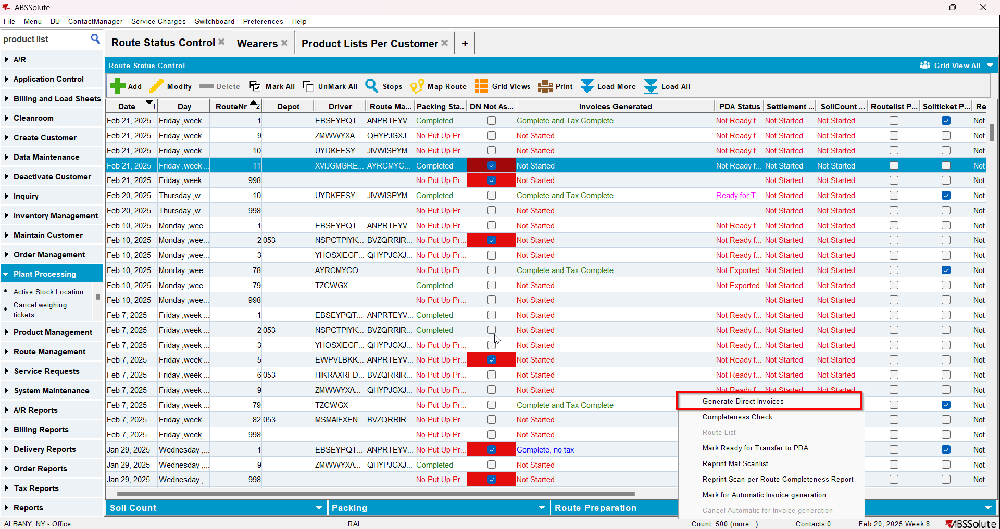 ABSSolute
File Menu BU ContactManager Service Charges Switchboard Preferences Help
product list
Route Status Control Wearers Product Lists Per Customer +
Route Status Control Grid View All
Add Modify Delete Mark All UnMark All Stops Map Route Grid Views Print Load More Load All
Date 1 Day RouteNr 2 Depot Driver Route Ma... Packing Sta... DN Not As... Invoices Generated PDA Status Settlement ... SoilCount ... Routelist P... Soilticket P... Re
Feb 21, 2025 Friday ,week ... 1 EBSEYPQT... ANPRTEYV... Completed Complete and Tax Complete Not Ready f... Not Started Not Started Not
Feb 21, 2025 Friday ,week ... 9 ZMWWYXA... QHYPJGXJ... No Put Up Pr... Not Started Not Ready f... Not Started Not Started Not
Feb 21, 2025 Friday ,week ... 10 UYDKFFSY... JIVWISPYM... No Put Up Pr... Not Started Not Ready f... Not Started Not Started Not
Feb 21, 2025 Friday ,week ... 11 XVIJGMGRE... AYRCMYC... Completed Not Started Not Ready f... Not Started Not Started Not
Feb 21, 2025 Friday ,week ... 998 No Put Up Pr... Not Started Not Started Not Started Not
Feb 20, 2025 Thursday ,w... 10 UYDKFFSY... JIVWISPYM... Completed Complete and Tax Complete Ready for T... Not Started Not Started Not
Feb 20, 2025 Thursday ,w... 998 No Put Up Pr... Not Started Not Started Not Started Not
Feb 10, 2025 Monday ,wee... 1 EBSEYPQT... ANPRTEYV... No Put Up Pr... Not Started Not Ready f... Not Started Not Started Not
Feb 10, 2025 Monday ,wee... 2 053 NSPCTPIYK... BVZQRRIR... No Put Up Pr... Not Started Not Ready f... Not Started Not Started Not
Feb 10, 2025 Monday ,wee... 3 YHOSXIEGF... QHYPJGXJ... No Put Up Pr... Not Started Not Ready f... Not Started Not Started Not
Feb 10, 2025 Monday ,wee... 78 AYRCMYCO... No Put Up Pr... Complete and Tax Complete Not Exported Not Started Not Started Not
Feb 10, 2025 Monday ,wee... 79 TZCWGX Completed Not Started Not Exported Not Started Not Started Not
Feb 10, 2025 Monday ,wee... 998 No Put Up Pr... Not Started Not Started Not Started Not
Feb 7, 2025 Friday ,week ... 1 EBSEYPQT... ANPRTEYV... Completed Not Started Not Ready f... Not Started Not Started Not
Feb 7, 2025 Friday ,week ... 2 053 NSPCTPIYK... BVZQRRIR... Completed Not Started Not Ready f... Not Started Not Started Not
Feb 7, 2025 Friday ,week ... 3 YHOSXIEGF... QHYPJGXJ... No Put Up Pr... Not Started Not Ready f... Not Started Not Started Not
Feb 7, 2025 Friday ,week ... 5 EWPVLBKK... ANPRTEYV... No Put Up Pr... Not Started Not Ready f... Not Started Not Started Not
Feb 7, 2025 Friday ,week ... 6 053 HIKRAXRFD... BVZQRRIR... No Put Up Pr... Not Started Not Ready f... Not Started Not Started Not
Feb 7, 2025 Friday ,week ... 9 ZMWWYXA... QHYPJGXJ... No Put Up Pr... Not Started Not Ready f... Not Started Not Started Not
Feb 7, 2025 Friday ,week ... 79 TZCWGX No Put Up Pr... Complete and Tax Complete Not
Feb 7, 2025 Friday ,week ... 82 053 MSMAIFXEN... BVZQRRIR... No Put Up Pr... Not Started Not
Feb 7, 2025 Friday ,week ... 998 No Put Up Pr... Not Started Not
Jan 29, 2025 Wednesday ,... 1 EBSEYPQT... ANPRTEYV... No Put Up Pr... Complete, no tax Not
Jan 29, 2025 Wednesday ,... 9 ZMWWYXA... QHYPJGXJ... Completed Not Started Not
Jan 29, 2025 Wednesday ,... 998 No Put Up Pr... Not Started Not
A/R
Application Control
Billing and Load Sheets
Cleanroom
Create Customer
Data Maintenance
Deactivate Customer
Inquiry
Inventory Management
Maintain Customer
Order Management
Plant Processing
Active Stock Location
Cancel weighing
tickets
Product Management
Route Management
Service Requests
System Maintenance
A/R Reports
Billing Reports
Delivery Reports
Order Reports
Tax Reports
Reports
Generate Direct Invoices
Completeness Check
Route List
Mark Ready for Transfer to PDA
Reprint Mat Scanlist
Reprint Scan per Route Completeness Report
Mark for Automatic Invoice generation
Cancel Automatic for Invoice generation
Soil Count Packing Route Preparation
ALBANY, NY - Office RAL Count: 500 (more...) Contacts 0 Feb 20, 2025 Week 8 ABSSolute